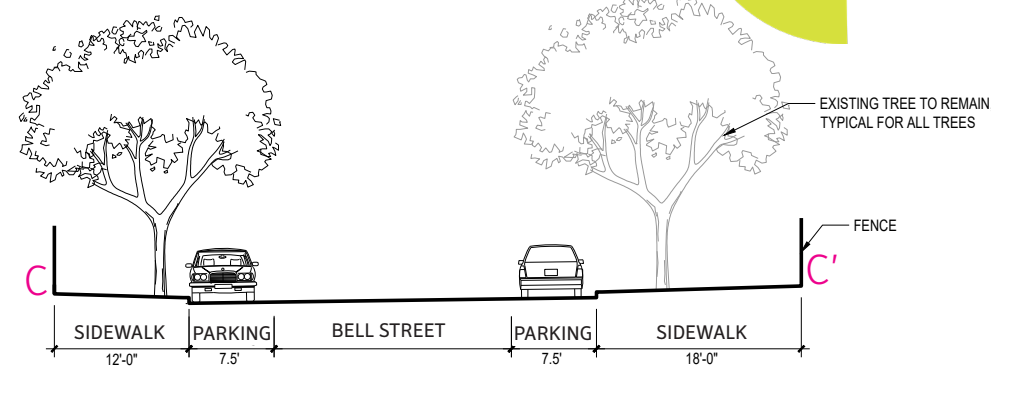 EXISTING TREE TO REMAIN
TYPICAL FOR ALL TREES
FENCE
C
C'
SIDEWALK
PARKING
BELL STREET
PARKING
SIDEWALK
12'-0"
7.5'
7.5'
18'-0"